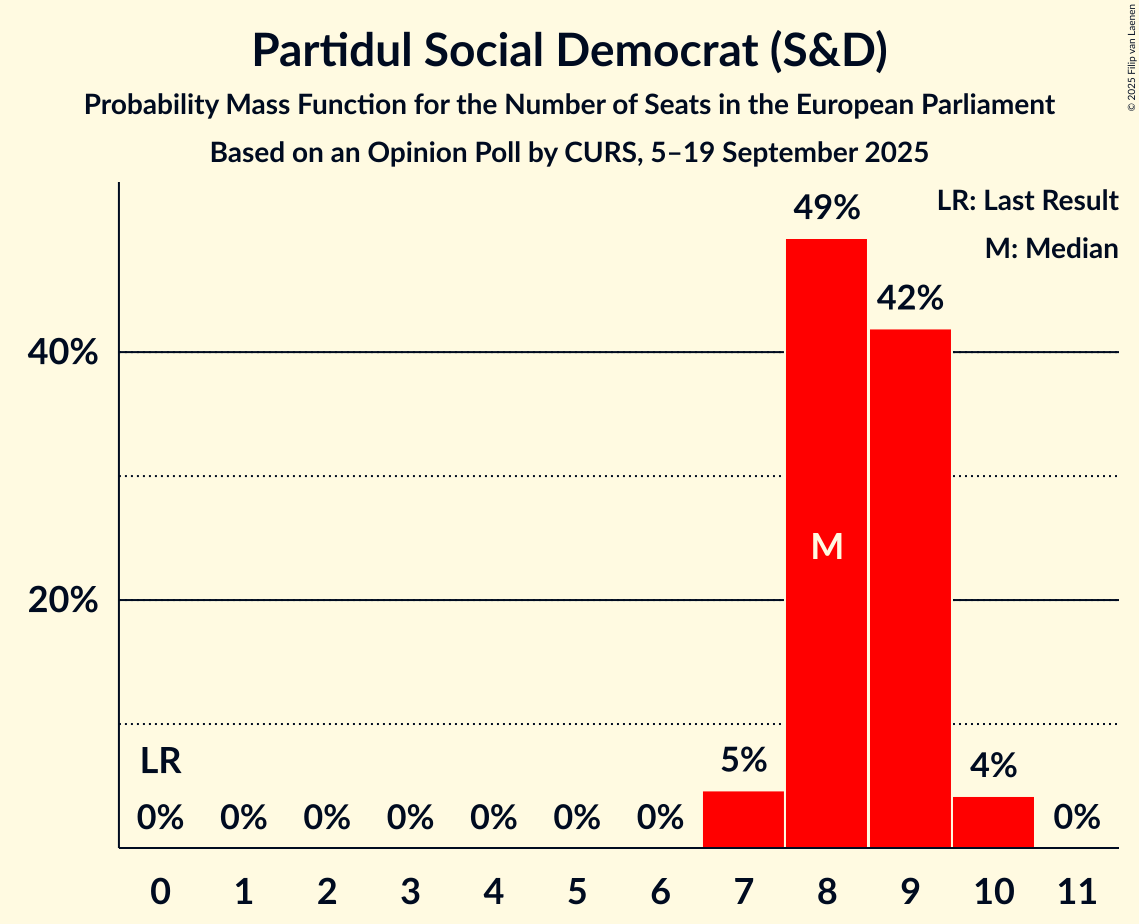 Partidul Social Democrat (S&D)
Probability Mass Function for the Number of Seats in the European Parliament
Based on an Opinion Poll by CURS, 5–19 September 2025
© 2025 Filip van Laenen
LR: Last Result
M: Median
49%
42%
40%
M
20%
LR
5%
4%
0% 0% 0% 0% 0% 0% 0% 0%
0 1 2 3 4 5 6 7 8 9 10 11